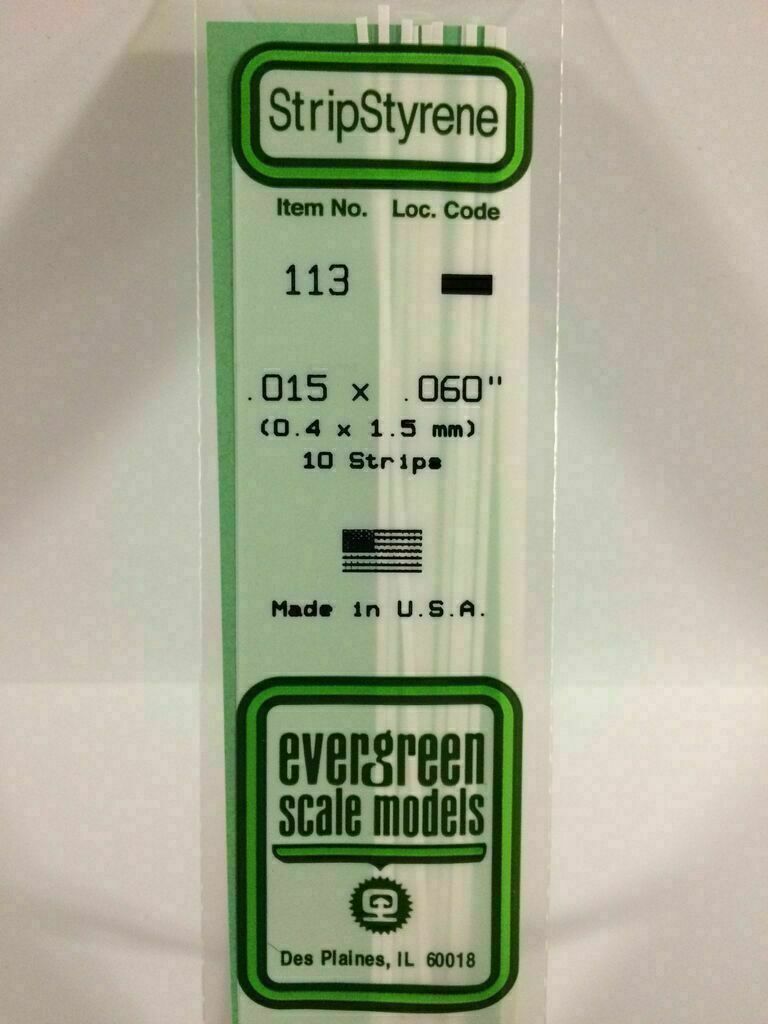 StripStyrene
Item No. Loc. Code
113
.015 x .060"
(0.4 x 1.5 mm)
10 Strips
Made in U.S.A.
evergreen
scale models
Des Plaines, IL 60018